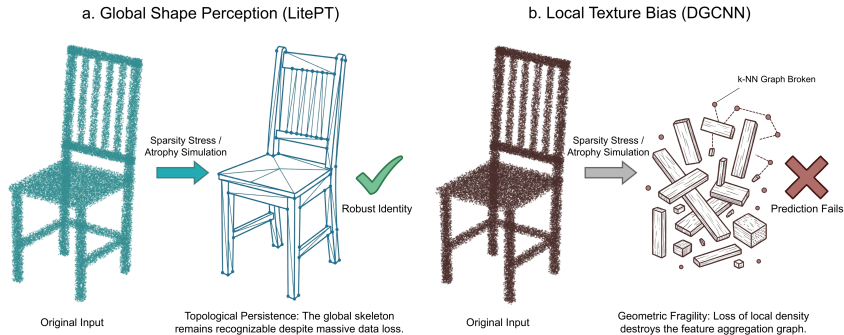 a. Global Shape Perception (LitePT)
Sparsity Stress /
Atrophy Simulation
Robust Identity
Original Input
Topological Persistence: The global skeleton
remains recognizable despite massive data loss.
b. Local Texture Bias (DGCNN)
k-NN Graph Broken
Sparsity Stress /
Atrophy Simulation
Prediction Fails
Original Input
Geometric Fragility: Loss of local density
destroys the feature aggregation graph.